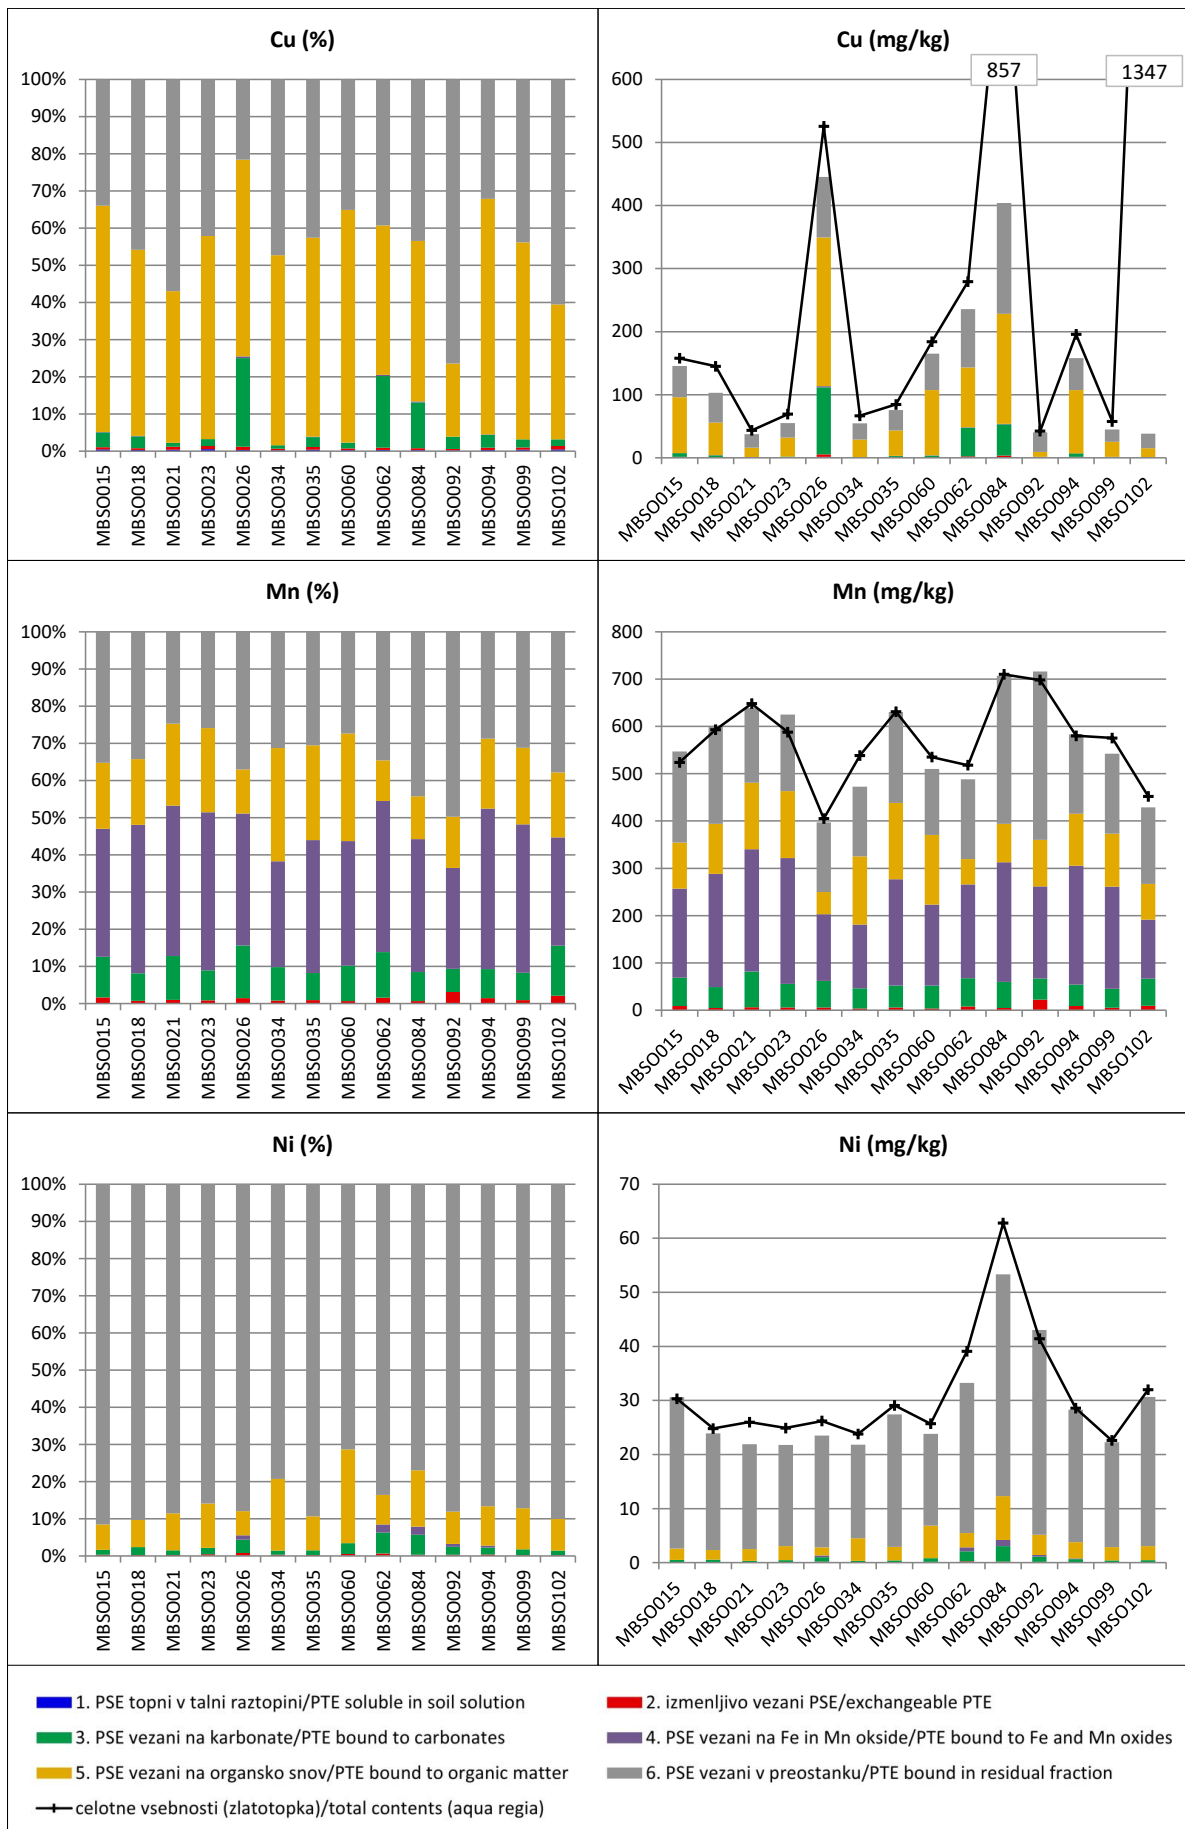 Cu (%)
100%
90%
80%
70%
60%
50%
40%
30%
20%
10%
0%
MBSO015
MBSO018
MBSO021
MBSO023
MBSO026
MBSO034
MBSO035
MBSO060
MBSO062
MBSO084
MBSO092
MBSO094
MBSO099
MBSO102
Cu (mg/kg)
857
1347
600
500
400
300
200
100
0
MBSO015
MBSO018
MBSO021
MBSO023
MBSO026
MBSO034
MBSO035
MBSO060
MBSO062
MBSO084
MBSO092
MBSO094
MBSO099
MBSO102
Mn (%)
100%
90%
80%
70%
60%
50%
40%
30%
20%
10%
0%
MBSO015
MBSO018
MBSO021
MBSO023
MBSO026
MBSO034
MBSO035
MBSO060
MBSO062
MBSO084
MBSO092
MBSO094
MBSO099
MBSO102
Mn (mg/kg)
800
700
600
500
400
300
200
100
0
MBSO015
MBSO018
MBSO021
MBSO023
MBSO026
MBSO034
MBSO035
MBSO060
MBSO062
MBSO084
MBSO092
MBSO094
MBSO099
MBSO102
Ni (%)
100%
90%
80%
70%
60%
50%
40%
30%
20%
10%
0%
MBSO015
MBSO018
MBSO021
MBSO023
MBSO026
MBSO034
MBSO035
MBSO060
MBSO062
MBSO084
MBSO092
MBSO094
MBSO099
MBSO102
Ni (mg/kg)
70
60
50
40
30
20
10
0
MBSO015
MBSO018
MBSO021
MBSO023
MBSO026
MBSO034
MBSO035
MBSO060
MBSO062
MBSO084
MBSO092
MBSO094
MBSO099
MBSO102
1. PSE topni v talni raztopini/PTE soluble in soil solution
2. izmenljivo vezani PSE/exchangeable PTE
3. PSE vezani na karbonate/PTE bound to carbonates
4. PSE vezani na Fe in Mn okside/PTE bound to Fe and Mn oxides
5. PSE vezani na organsko snov/PTE bound to organic matter
6. PSE vezani v preostanku/PTE bound in residual fraction
celotne vsebnosti (zlatotopka)/total contents (aqua regia)